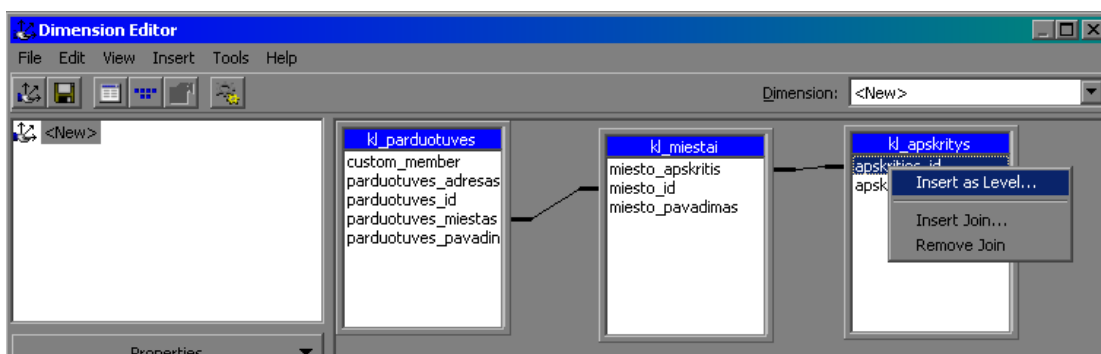 Dimension Editor
File Edit View Insert Tools Help
Dimension: <New>
<New>
kl_parduotuves
custom_member
parduotuves_adresas
parduotuves_id
parduotuves_miestas
parduotuves_pavadin
kl_miestai
miesto_apskritis
miesto_id
miesto_pavadimas
kl_apskritys
apskrities_id
apsk
Insert as Level...
Insert Join...
Remove Join
Properties